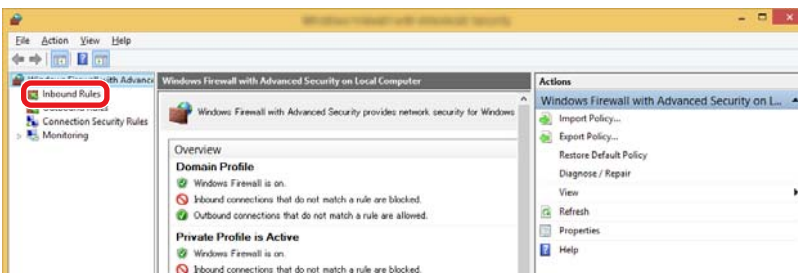 File Action View Help
Windows Firewall with Advance
Inbound Rules
Connection Security Rules
Monitoring
Windows Firewall with Advanced Security on Local Computer
Windows Firewall with Advanced Security provides network security for Windows
Overview
Domain Profile
Windows Firewall is on.
Inbound connections that do not match a rule are blocked.
Outbound connections that do not match a rule are allowed.
Private Profile is Active
Windows Firewall is on.
Inbound connections that do not match a rule are blocked.
Actions
Windows Firewall with Advanced Security on L...
Import Policy...
Export Policy...
Restore Default Policy
Diagnose / Repair
View
Refresh
Properties
Help